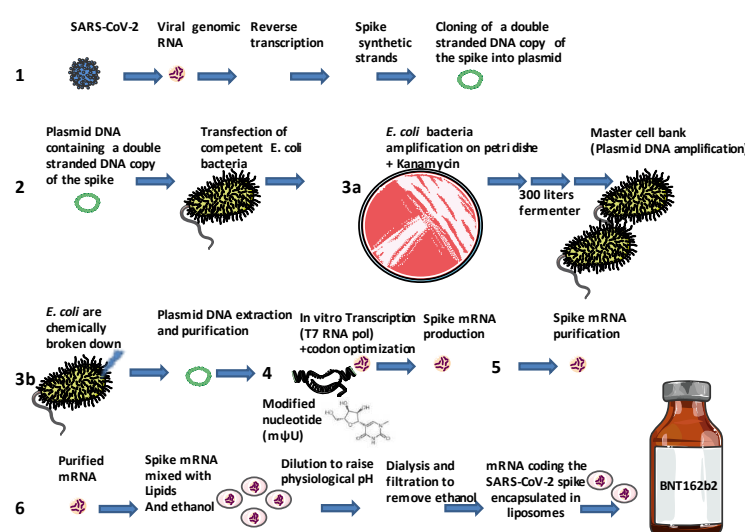 SARS-CoV-2
Viral genomic
RNA
Reverse
transcription
Spike
synthetic
strands
Cloning of a double
stranded DNA copy of
the spike into plasmid
1
Plasmid DNA
containing a double
stranded DNA copy
of the spike
Transfection of
competent E. coli
bacteria
E. coli bacteria
amplification on petri dishe
+ Kanamycin
Master cell bank
(Plasmid DNA amplification)
2
3a
300 liters
fermenter
E. coli are
chemically
broken down
Plasmid DNA extraction
and purification
In vitro Transcription
(T7 RNA pol)
+codon optimization
Spike mRNA
production
Spike mRNA
purification
3b
4
5
Modified
nucleotide
(mψU)
HO
HO
OH
O
N
NH
O
O
Purified
mRNA
Spike mRNA
mixed with
Lipids
And ethanol
Dilution to raise
physiological pH
Dialysis and
filtration to
remove ethanol
mRNA coding the
SARS-CoV-2 spike
encapsulated in
liposomes
BNT162b2
6